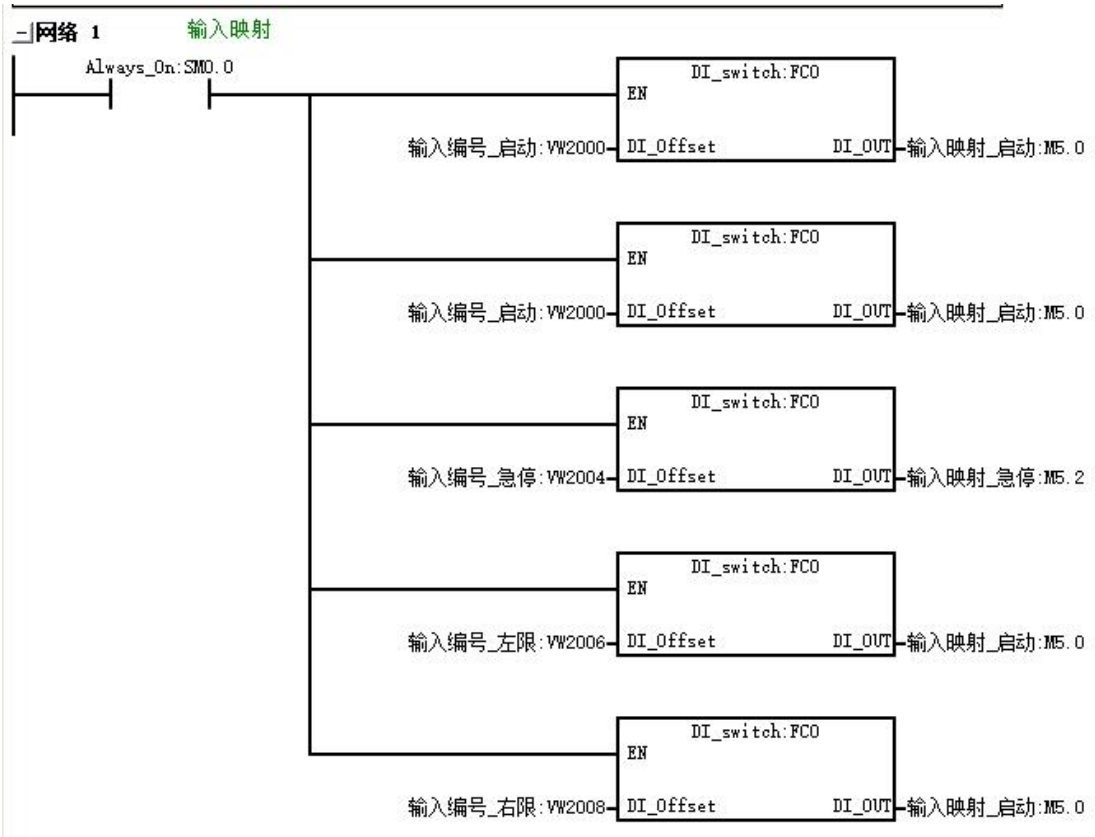 网络 1 输入映射
Always_On:SM0.0
DI_switch:FC0
EN
输入编号_启动:VW2000 DI_Offset DI_OUT 输入映射_启动:M5.0
DI_switch:FC0
EN
输入编号_启动:VW2000 DI_Offset DI_OUT 输入映射_启动:M5.0
DI_switch:FC0
EN
输入编号_急停:VW2004 DI_Offset DI_OUT 输入映射_急停:M5.2
DI_switch:FC0
EN
输入编号_左限:VW2006 DI_Offset DI_OUT 输入映射_启动:M5.0
DI_switch:FC0
EN
输入编号_右限:VW2008 DI_Offset DI_OUT 输入映射_启动:M5.0